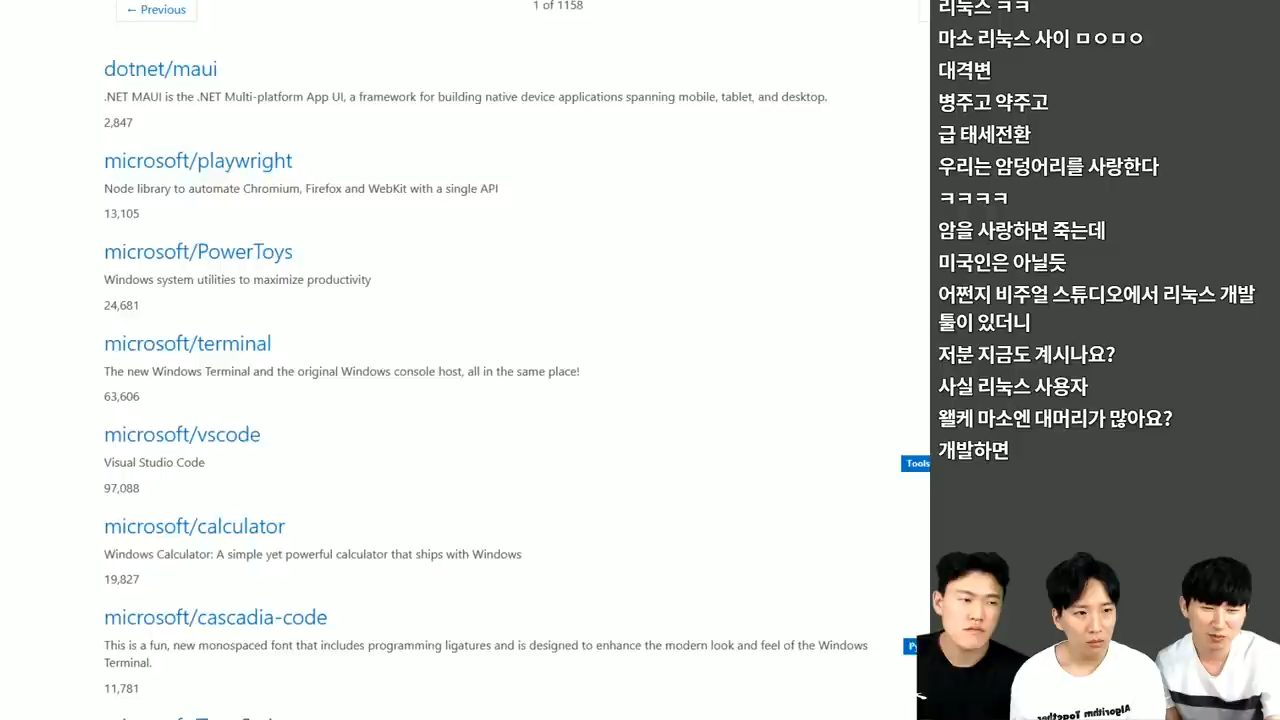 ← Previous
1 of 1158
dotnet/maui
.NET MAUI is the .NET Multi-platform App UI, a framework for building native device applications spanning mobile, tablet, and desktop.
2,847
microsoft/playwright
Node library to automate Chromium, Firefox and WebKit with a single API
13,105
microsoft/PowerToys
Windows system utilities to maximize productivity
24,681
microsoft/terminal
The new Windows Terminal and the original Windows console host, all in the same place!
63,606
microsoft/vscode
Visual Studio Code
Tools
97,088
microsoft/calculator
Windows Calculator: A simple yet powerful calculator that ships with Windows
19,827
microsoft/cascadia-code
This is a fun, new monospaced font that includes programming ligatures and is designed to enhance the modern look and feel of the Windows
Terminal.
11,781
리눅스 ㅋㅋ
마소 리눅스 사이 ㅁㅇㅁㅇ
대격변
병주고 약주고
급 태세전환
우리는 암덩어리를 사랑한다
ㅋㅋㅋㅋ
암을 사랑하면 죽는데
미국인은 아닐듯
어쩐지 비주얼 스튜디오에서 리눅스 개발
툴이 있더니
저분 지금도 계시나요?
사실 리눅스 사용자
왤케 마소엔 대머리가 많아요?
개발하면
Algorithm Together